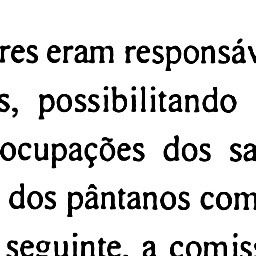 res eram responsáv
s, possibilitando
ocupações dos sa
dos pântanos com
seguinte, a comiss